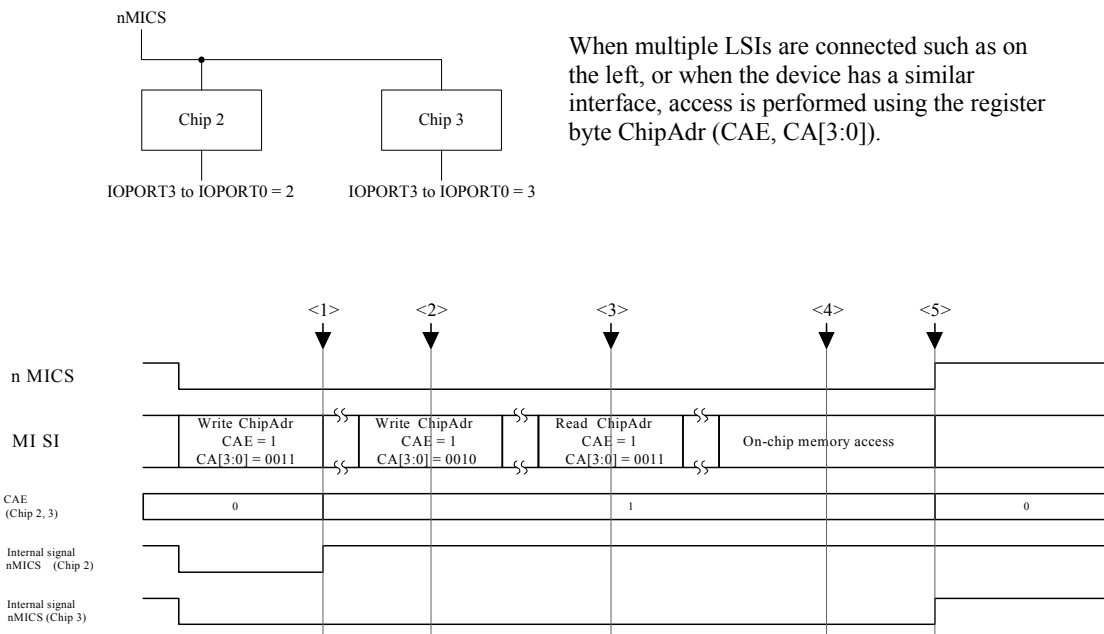 nMICS
When multiple LSIs are connected such as on
the left, or when the device has a similar
interface, access is performed using the register
byte ChipAdr (CAE, CA[3:0]).
Chip 2
Chip 3
IOPORT3 to IOPORT0 = 2
IOPORT3 to IOPORT0 = 3
<1>
<2>
<3>
<4>
<5>
n MICS
MI SI
Write ChipAdr
CAE = 1
CA[3:0] = 0011
Write ChipAdr
CAE = 1
CA[3:0] = 0010
Read ChipAdr
CAE = 1
CA[3:0] = 0011
On-chip memory access
CAE
(Chip 2, 3)
0
1
0
Internal signal
nMICS (Chip 2)
Internal signal
nMICS (Chip 3)